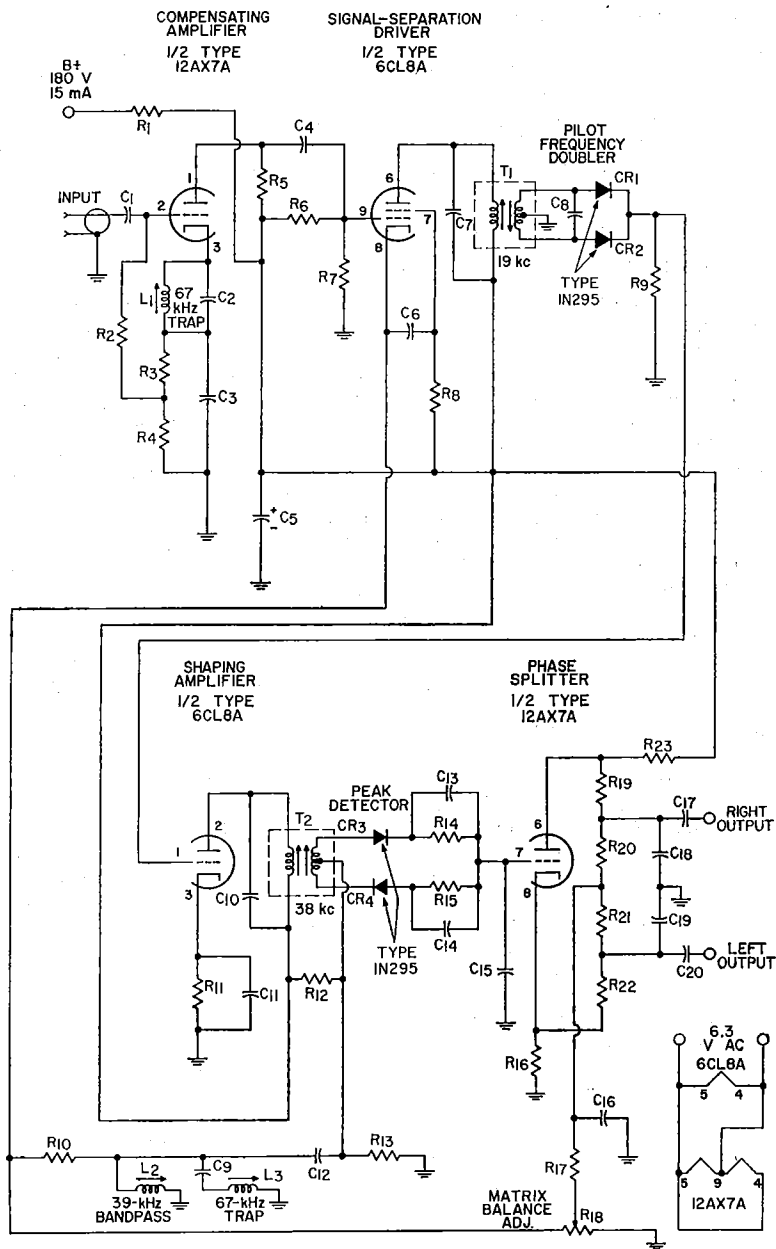 COMPENSATING
AMPLIFIER
1/2 TYPE
12AX7A
SIGNAL-SEPARATION
DRIVER
1/2 TYPE
6CL8A
B+
180 V
15 mA
R1
C4
PILOT
FREQUENCY
DOUBLER
1
R5
6
T1
CR1
INPUT
C1
2
R6
9
7
C7
C8
3
8
CR2
19 kc
R7
TYPE
IN295
R9
L1
67
kHz
TRAP
C2
C6
R2
R3
C3
R8
R4
+
-
C5
SHAPING
AMPLIFIER
1/2 TYPE
6CL8A
PHASE
SPLITTER
1/2 TYPE
12AX7A
R23
C13
R19
PEAK
DETECTOR
C17
RIGHT
OUTPUT
2
T2
CR3
R14
6
R20
C18
1
7
3
C10
38 kc
CR4
R15
8
R21
C19
C14
TYPE
IN295
C20
LEFT
OUTPUT
C15
R22
R11
C11
R12
R16
6.3
V AC
6CL8A
5 4
C16
R10
C12
R13
R17
L2
C9
L3
39-kHz
BANDPASS
67-kHz
TRAP
MATRIX
BALANCE
ADJ.
R18
5 9 4
12AX7A